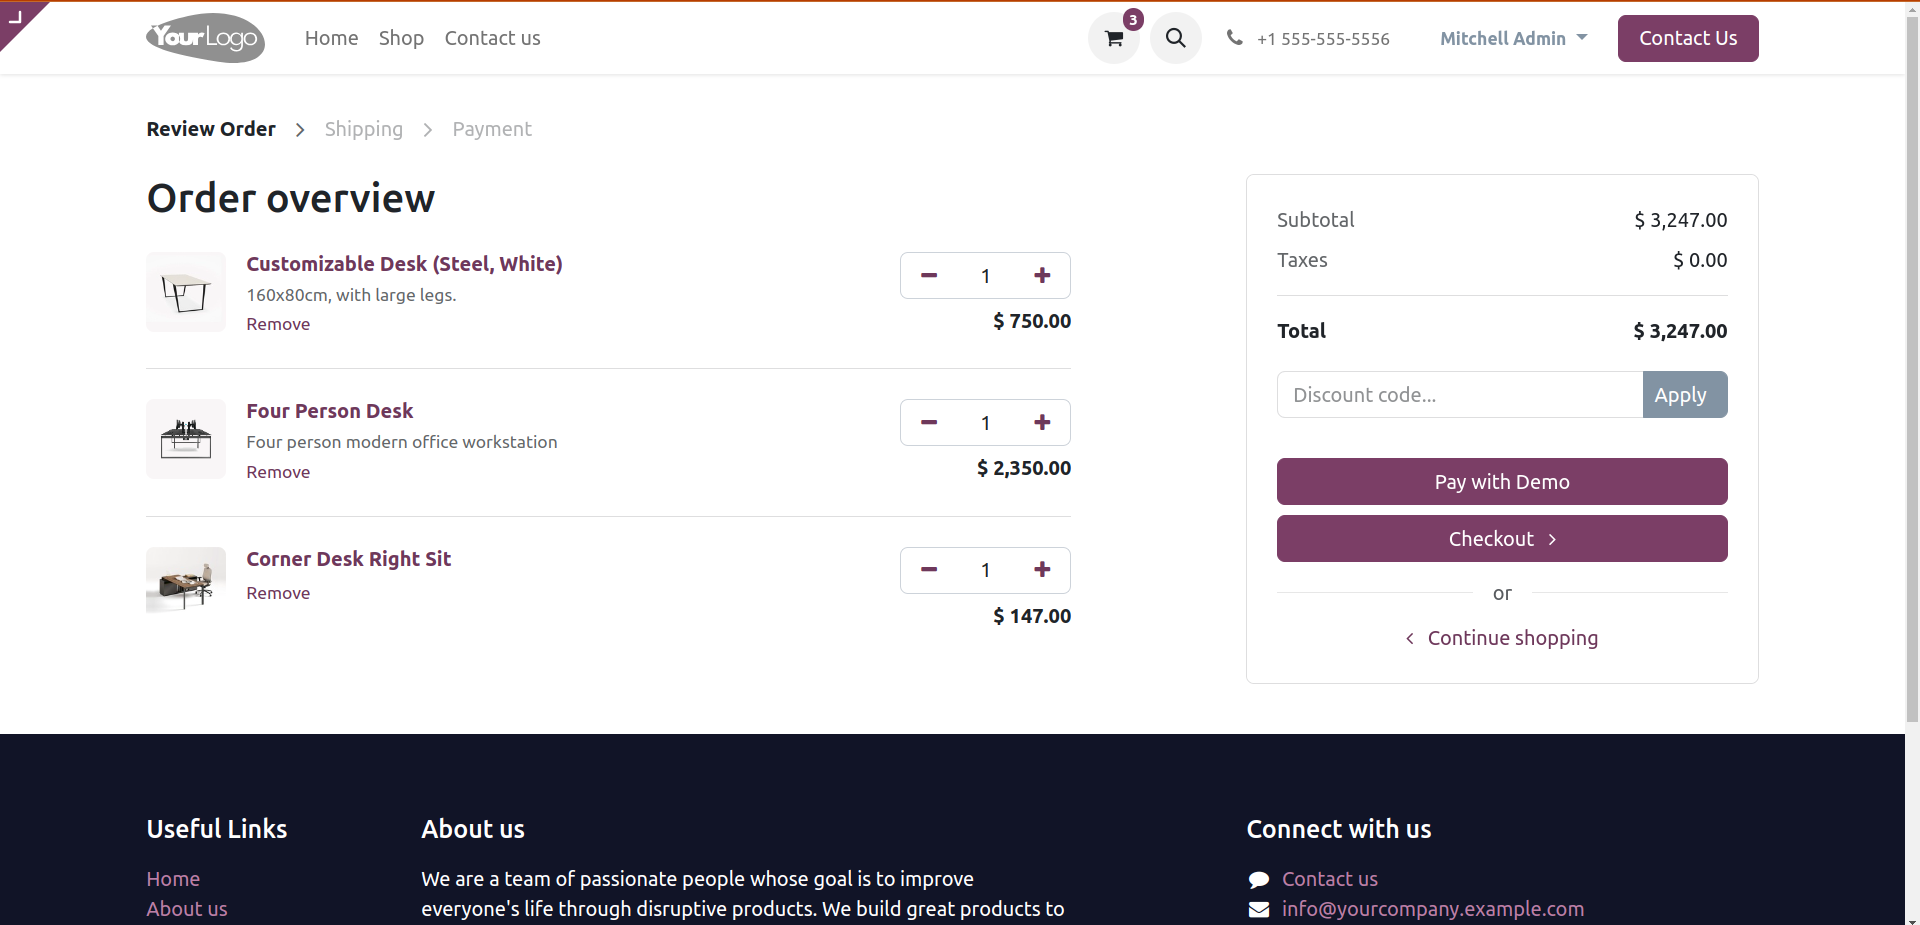 YourLogo
Home
Shop
Contact us
3
+1 555-555-5556
Mitchell Admin
Contact Us
Review Order
Shipping
Payment
Order overview
Customizable Desk (Steel, White)
160x80cm, with large legs.
Remove
1
$ 750.00
Four Person Desk
Four person modern office workstation
Remove
1
$ 2,350.00
Corner Desk Right Sit
Remove
1
$ 147.00
Subtotal
$ 3,247.00
Taxes
$ 0.00
Total
$ 3,247.00
Discount code...
Apply
Pay with Demo
Checkout
or
Continue shopping
Useful Links
Home
About us
About us
We are a team of passionate people whose goal is to improve
everyone's life through disruptive products. We build great products to
Connect with us
Contact us
info@yourcompany.example.com